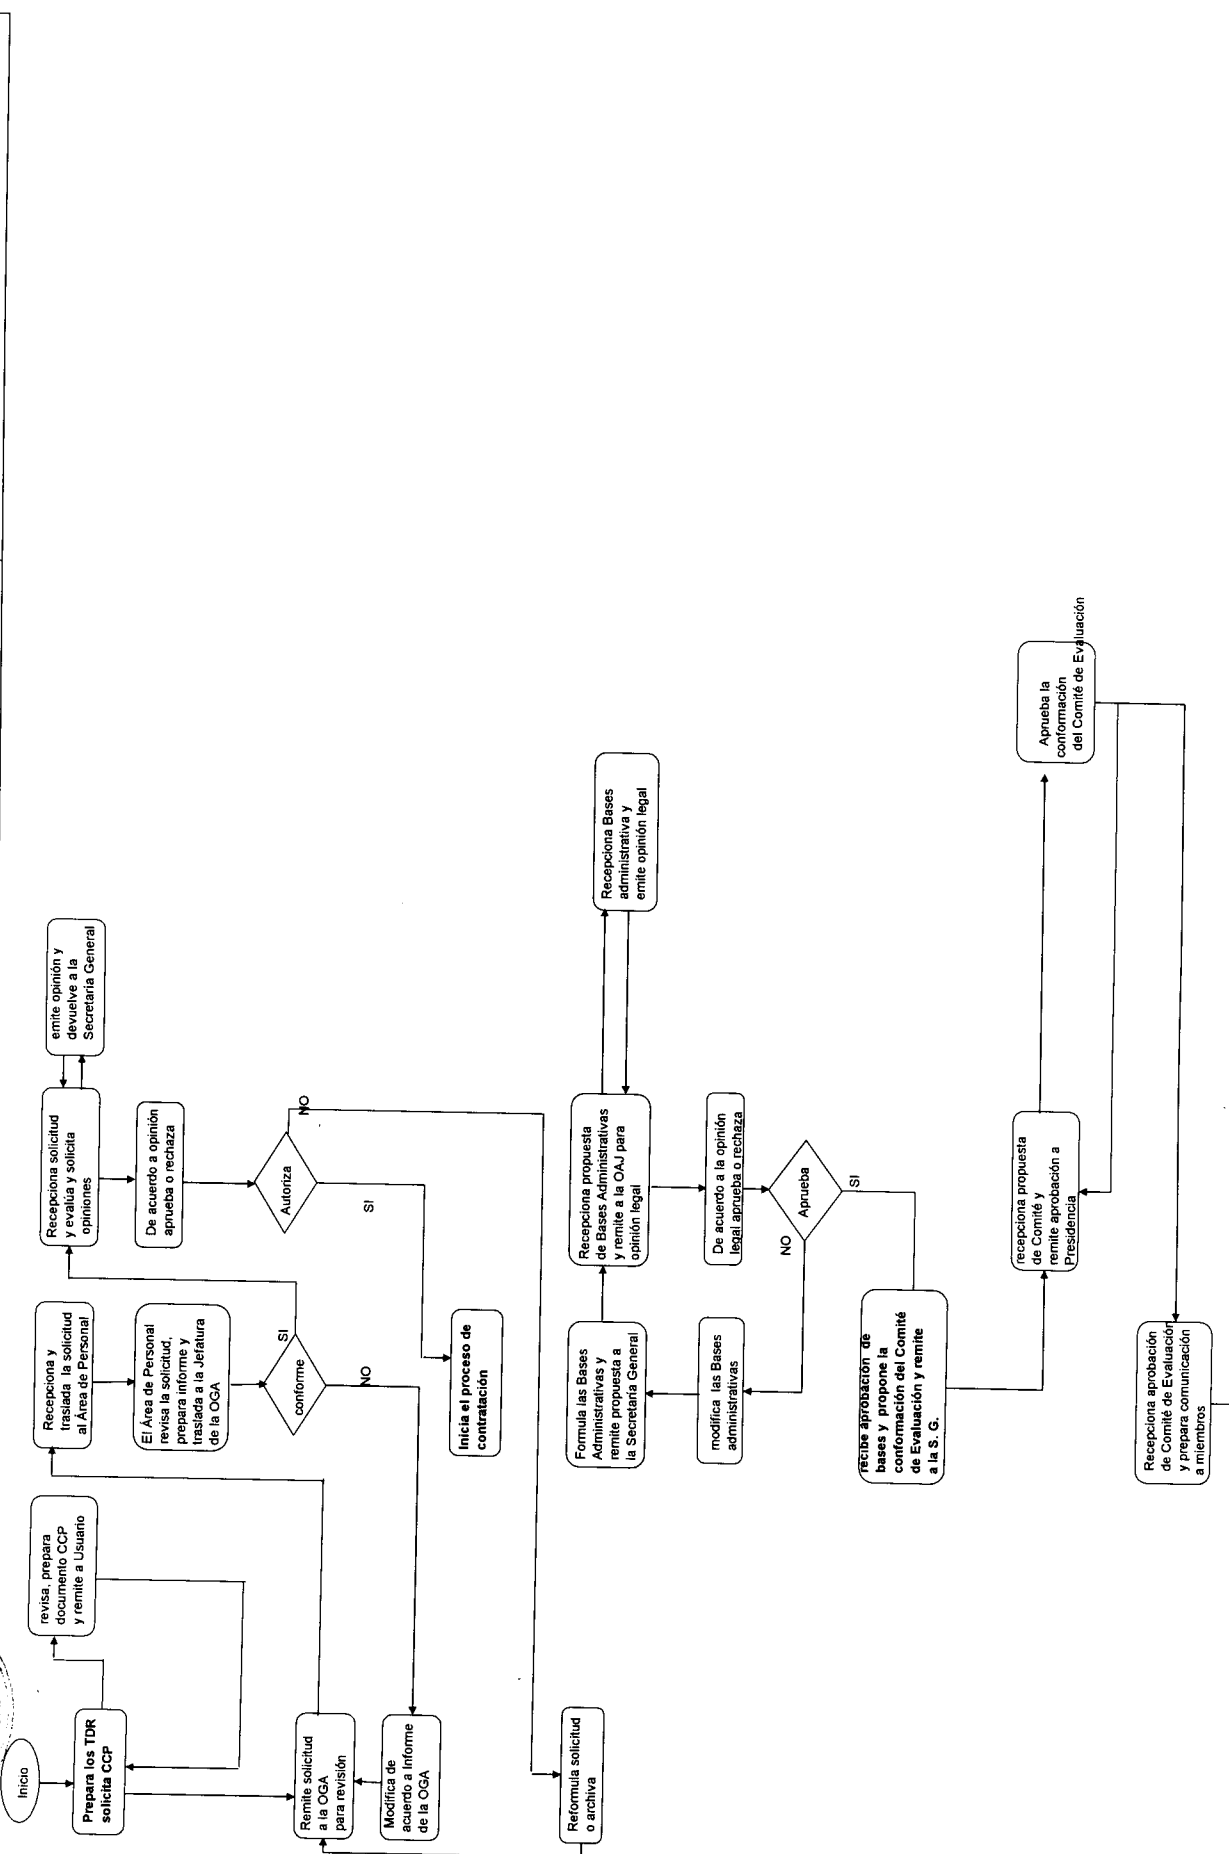 Inicio
Prepara los TDR
solicita CCP
revisa, prepara
documento CCP
y remite a Usuario
Remite solicitud
a la OGA
para revisión
Modifica de
acuerdo a Informe
de la OGA
Recepciona y
traslada la solicitud
al Área de Personal
El Área de Personal
revisa la solicitud,
prepara informe y
traslada a la Jefatura
de la OGA
conforme
SI
NO
Recepciona solicitud
y evalúa y solicita
opiniones
emite opinión y
devuelve a la
Secretaria General
De acuerdo a opinión
aprueba o rechaza
Autoriza
NO
SI
Inicia el proceso de
contratación
Reformula solicitud
o archiva
Formula las Bases
Administrativas y
remite propuesta a
la Secretaría General
Recepciona propuesta
de Bases Administrativas
y remite a la OAJ para
opinión legal
Recepciona Bases
administrativa y
emite opinión legal
De acuerdo a la opinión
legal aprueba o rechaza
Aprueba
NO
SI
modifica las Bases
administrativas
recibe aprobación de
bases y propone la
conformación del Comité
de Evaluación y remite
a la S. G.
recepciona propuesta
de Comité y
remite aprobación a
Presidencia
Aprueba la
conformación
del Comité de Evaluación
Recepciona aprobación
de Comité de Evaluación
y prepara comunicación
a miembros